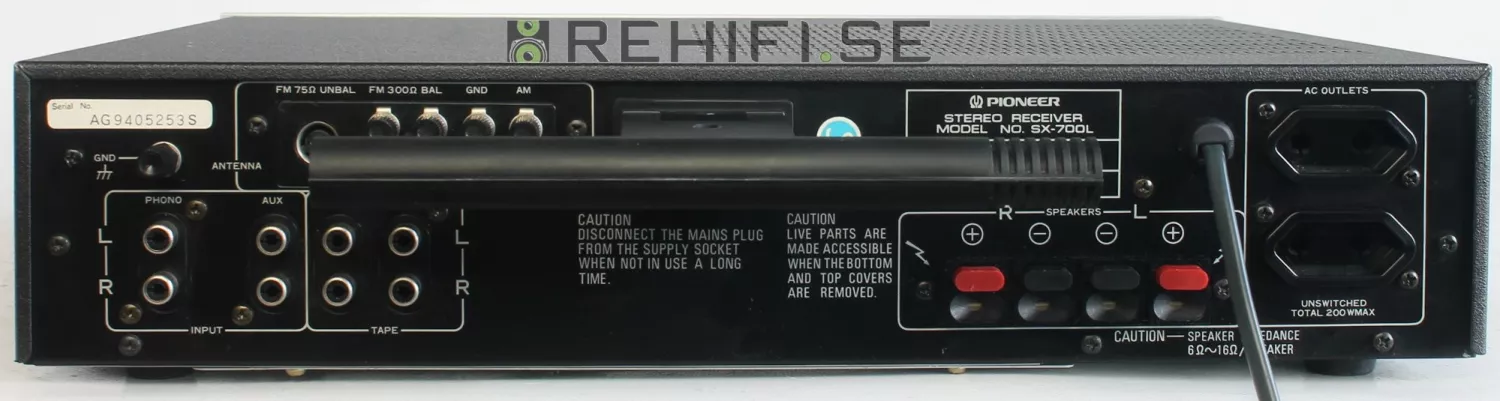 REHIFI.SE
Serial No.
AG9405253S
FM 75Ω UNBAL FM 300Ω BAL GND AM
ANTENNA
GND
PHONO AUX
L
R
INPUT
L
R
TAPE
PIONEER
STEREO RECEIVER
MODEL NO. SX-700L
CAUTION
DISCONNECT THE MAINS PLUG
FROM THE SUPPLY SOCKET
WHEN NOT IN USE A LONG
TIME.
CAUTION
LIVE PARTS ARE
MADE ACCESSIBLE
WHEN THE BOTTOM
AND TOP COVERS
ARE REMOVED.
R SPEAKERS L
+ − − +
AC OUTLETS
UNSWITCHED
TOTAL 200WMAX
CAUTION — SPEAKER
6Ω~16Ω/